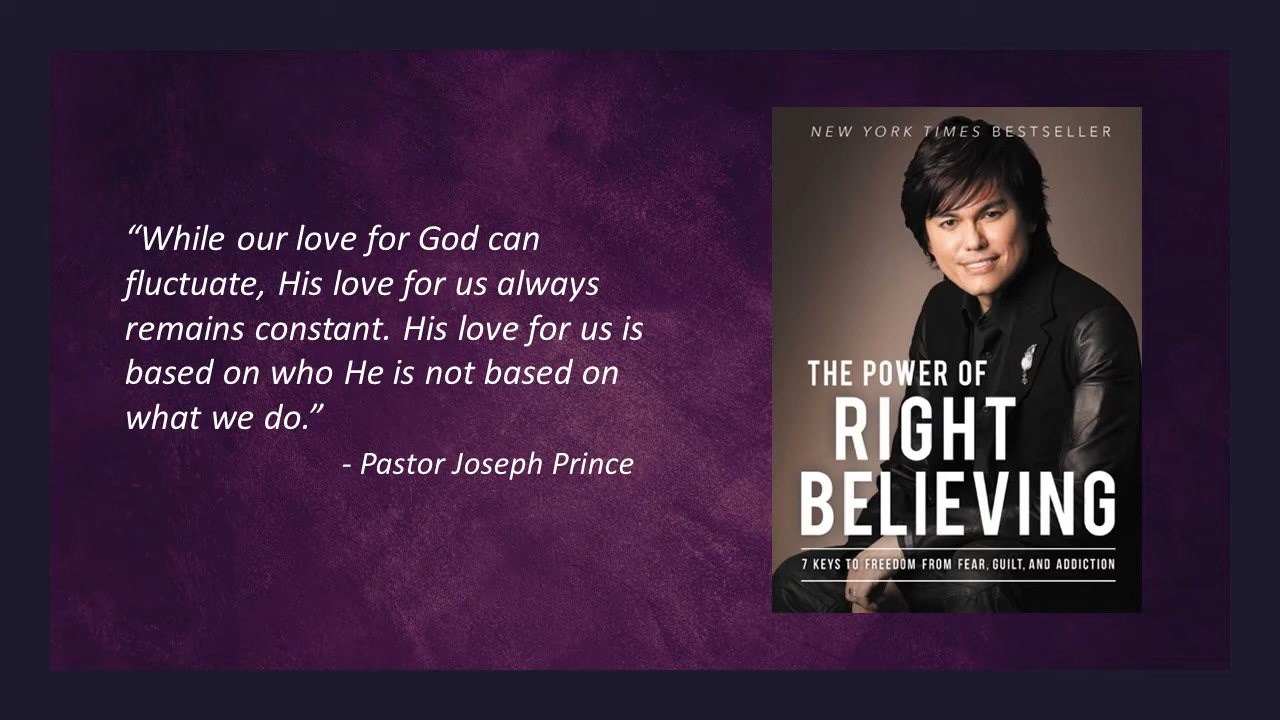 “While our love for God can
fluctuate, His love for us always
remains constant. His love for us is
based on who He is not based on
what we do.”
- Pastor Joseph Prince
NEW YORK TIMES BESTSELLER
THE POWER OF
RIGHT
BELIEVING
7 KEYS TO FREEDOM FROM FEAR, GUILT, AND ADDICTION